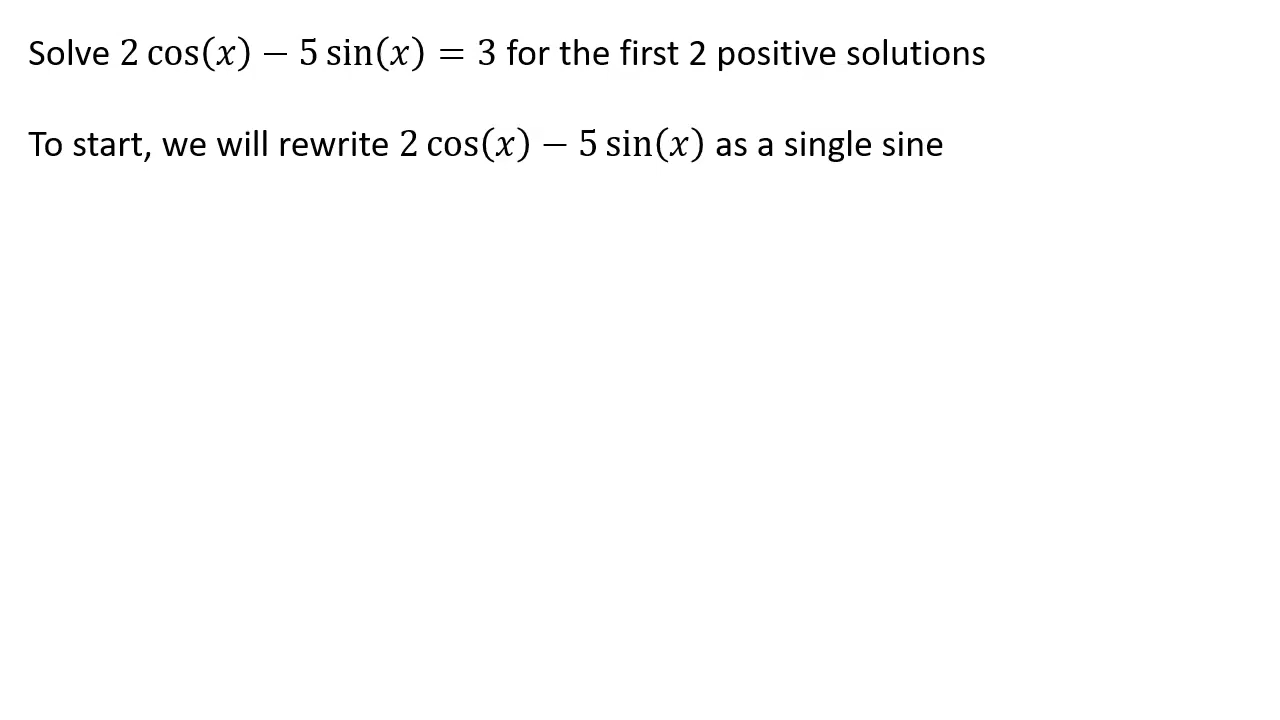 Solve 2 cos(𝑥) − 5 sin(𝑥) = 3 for the first 2 positive solutions
To start, we will rewrite 2 cos(𝑥) − 5 sin(𝑥) as a single sine